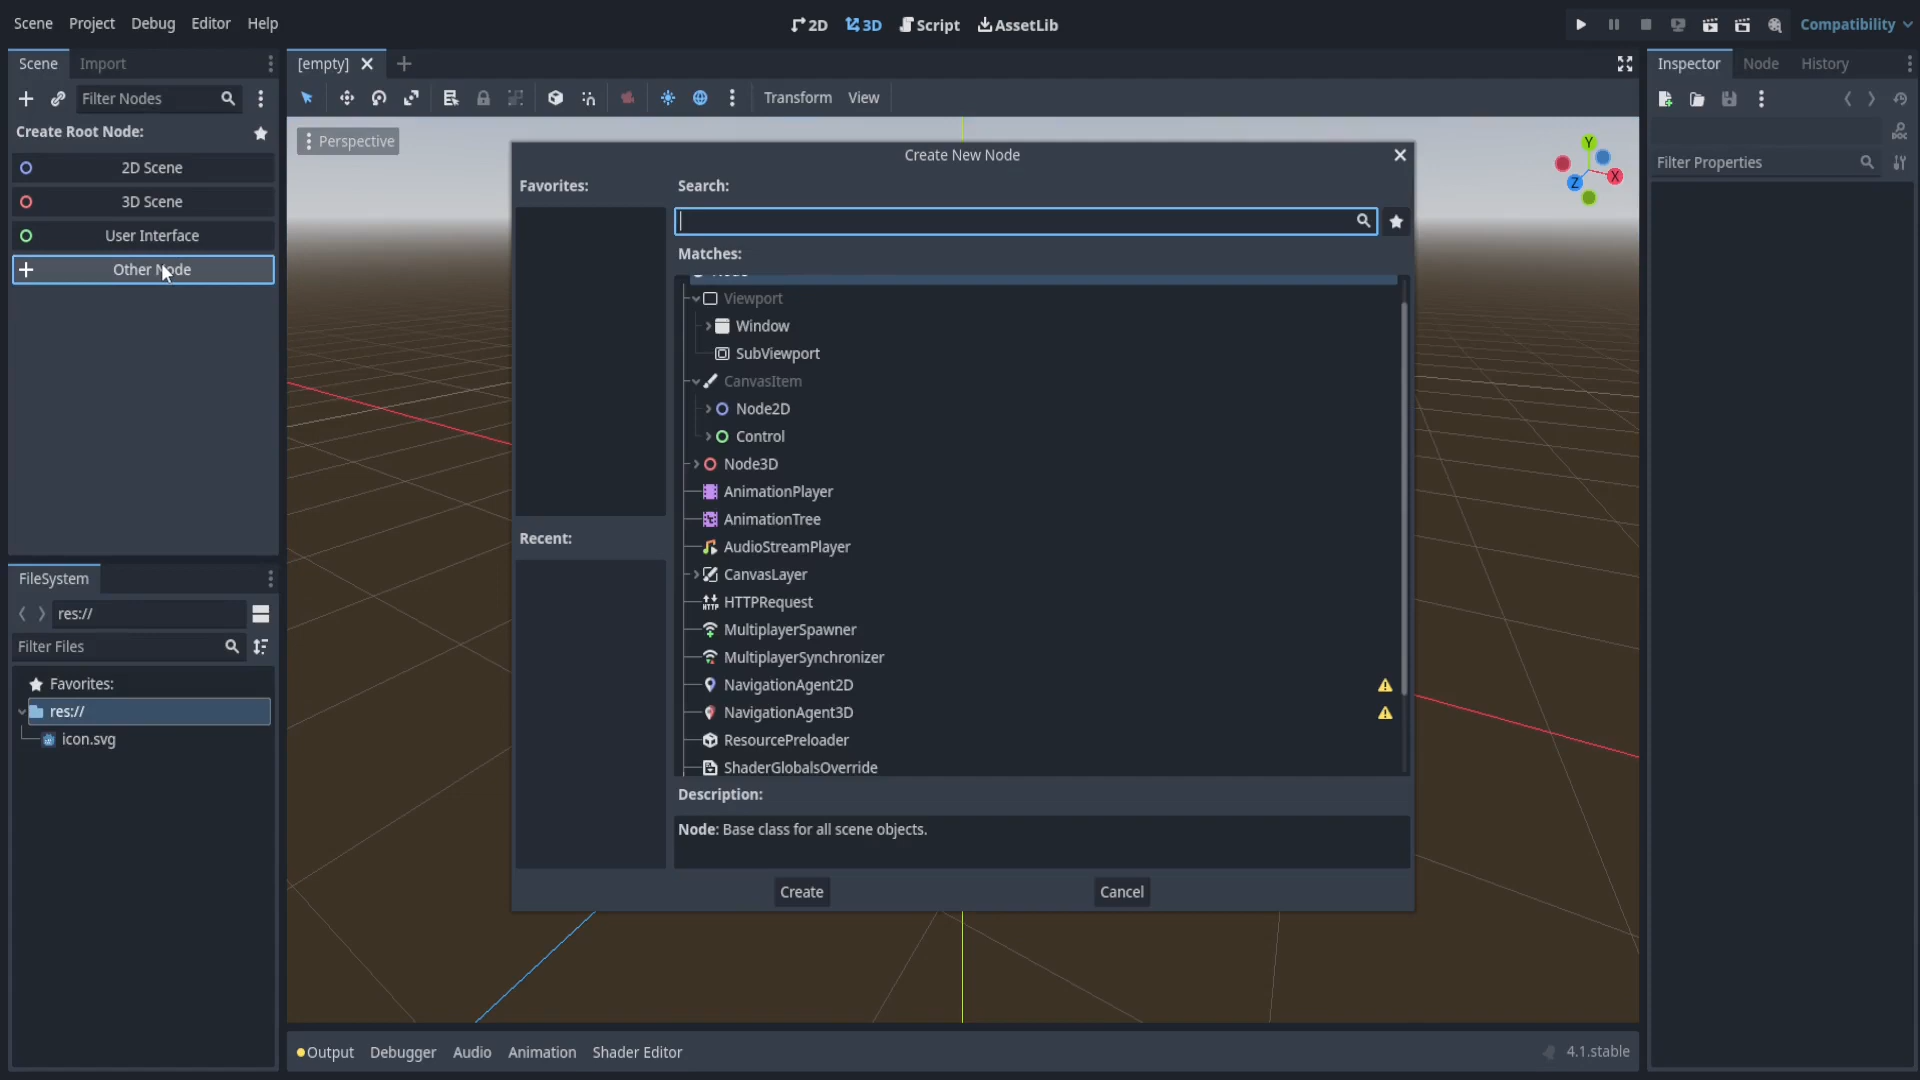 Scene Project Debug Editor Help
2D 3D Script AssetLib
Compatibility
Scene Import
Filter Nodes
Create Root Node:
2D Scene
3D Scene
User Interface
Other Node
FileSystem
res://
Filter Files
Favorites:
res://
icon.svg
[empty]
Transform View
Perspective
Create New Node
Favorites:
Recent:
Search:
Matches:
Node
Viewport
Window
SubViewport
CanvasItem
Node2D
Control
Node3D
AnimationPlayer
AnimationTree
AudioStreamPlayer
CanvasLayer
HTTPRequest
MultiplayerSpawner
MultiplayerSynchronizer
NavigationAgent2D
NavigationAgent3D
ResourcePreloader
ShaderGlobalsOverride
Description:
Node: Base class for all scene objects.
Create Cancel
Y
X
Z
Output Debugger Audio Animation Shader Editor
4.1.stable
Inspector Node History
Filter Properties